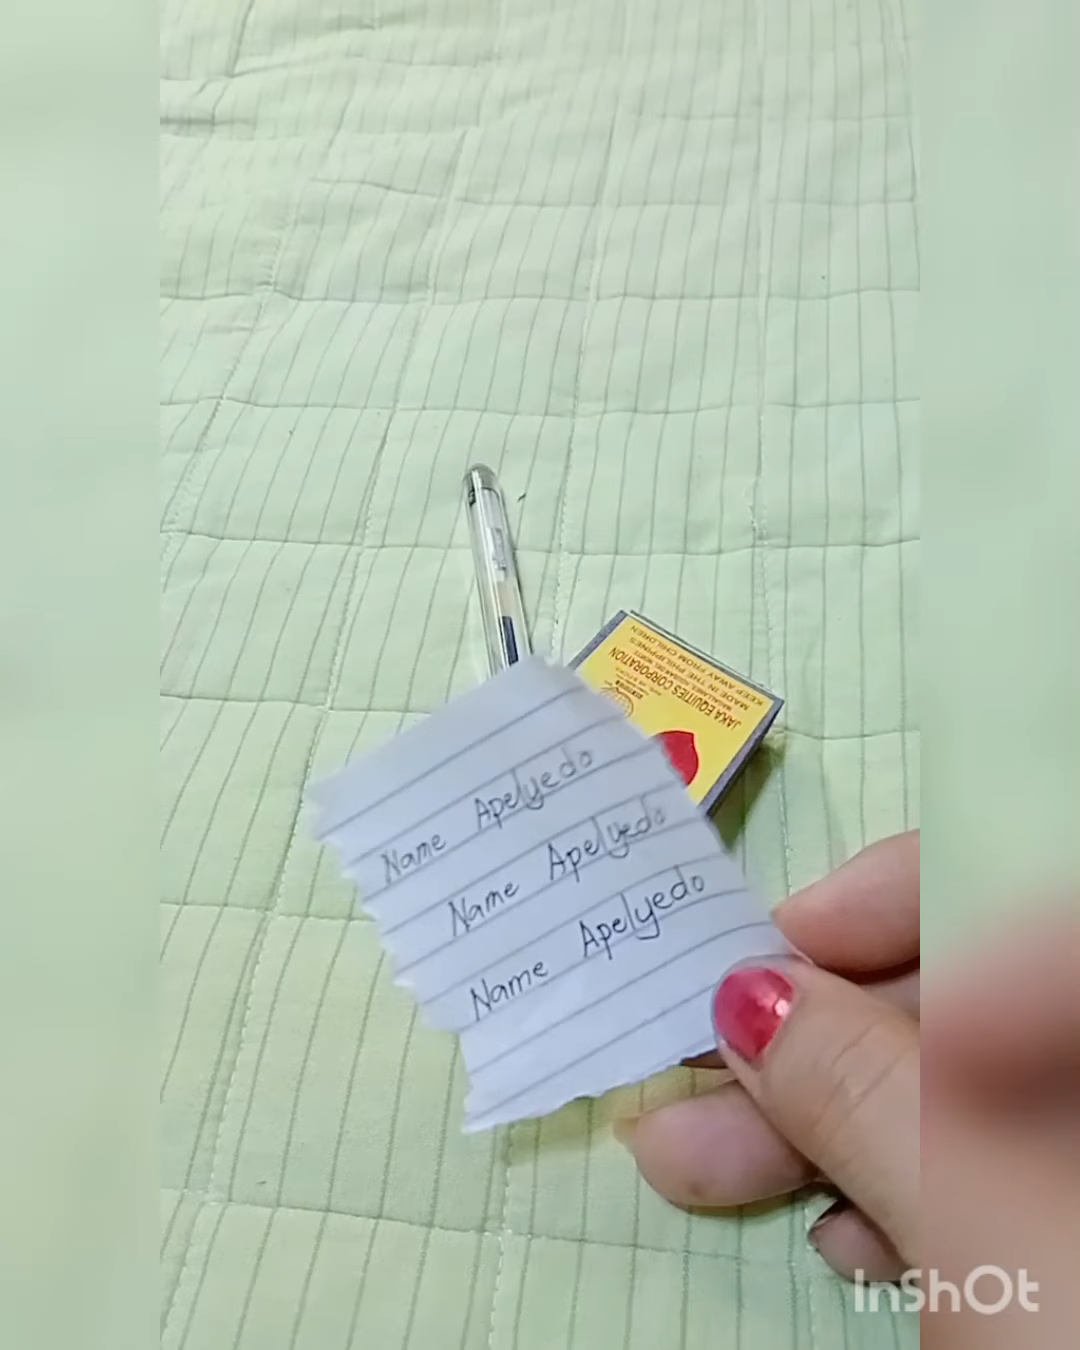 KEEP AWAY FROM CHILDREN
MADE IN THE PHILIPPINES
JAKA EQUITIES CORPORATION
Name Apelyedo
Name Apelyedo
Name Apelyedo
InShOt